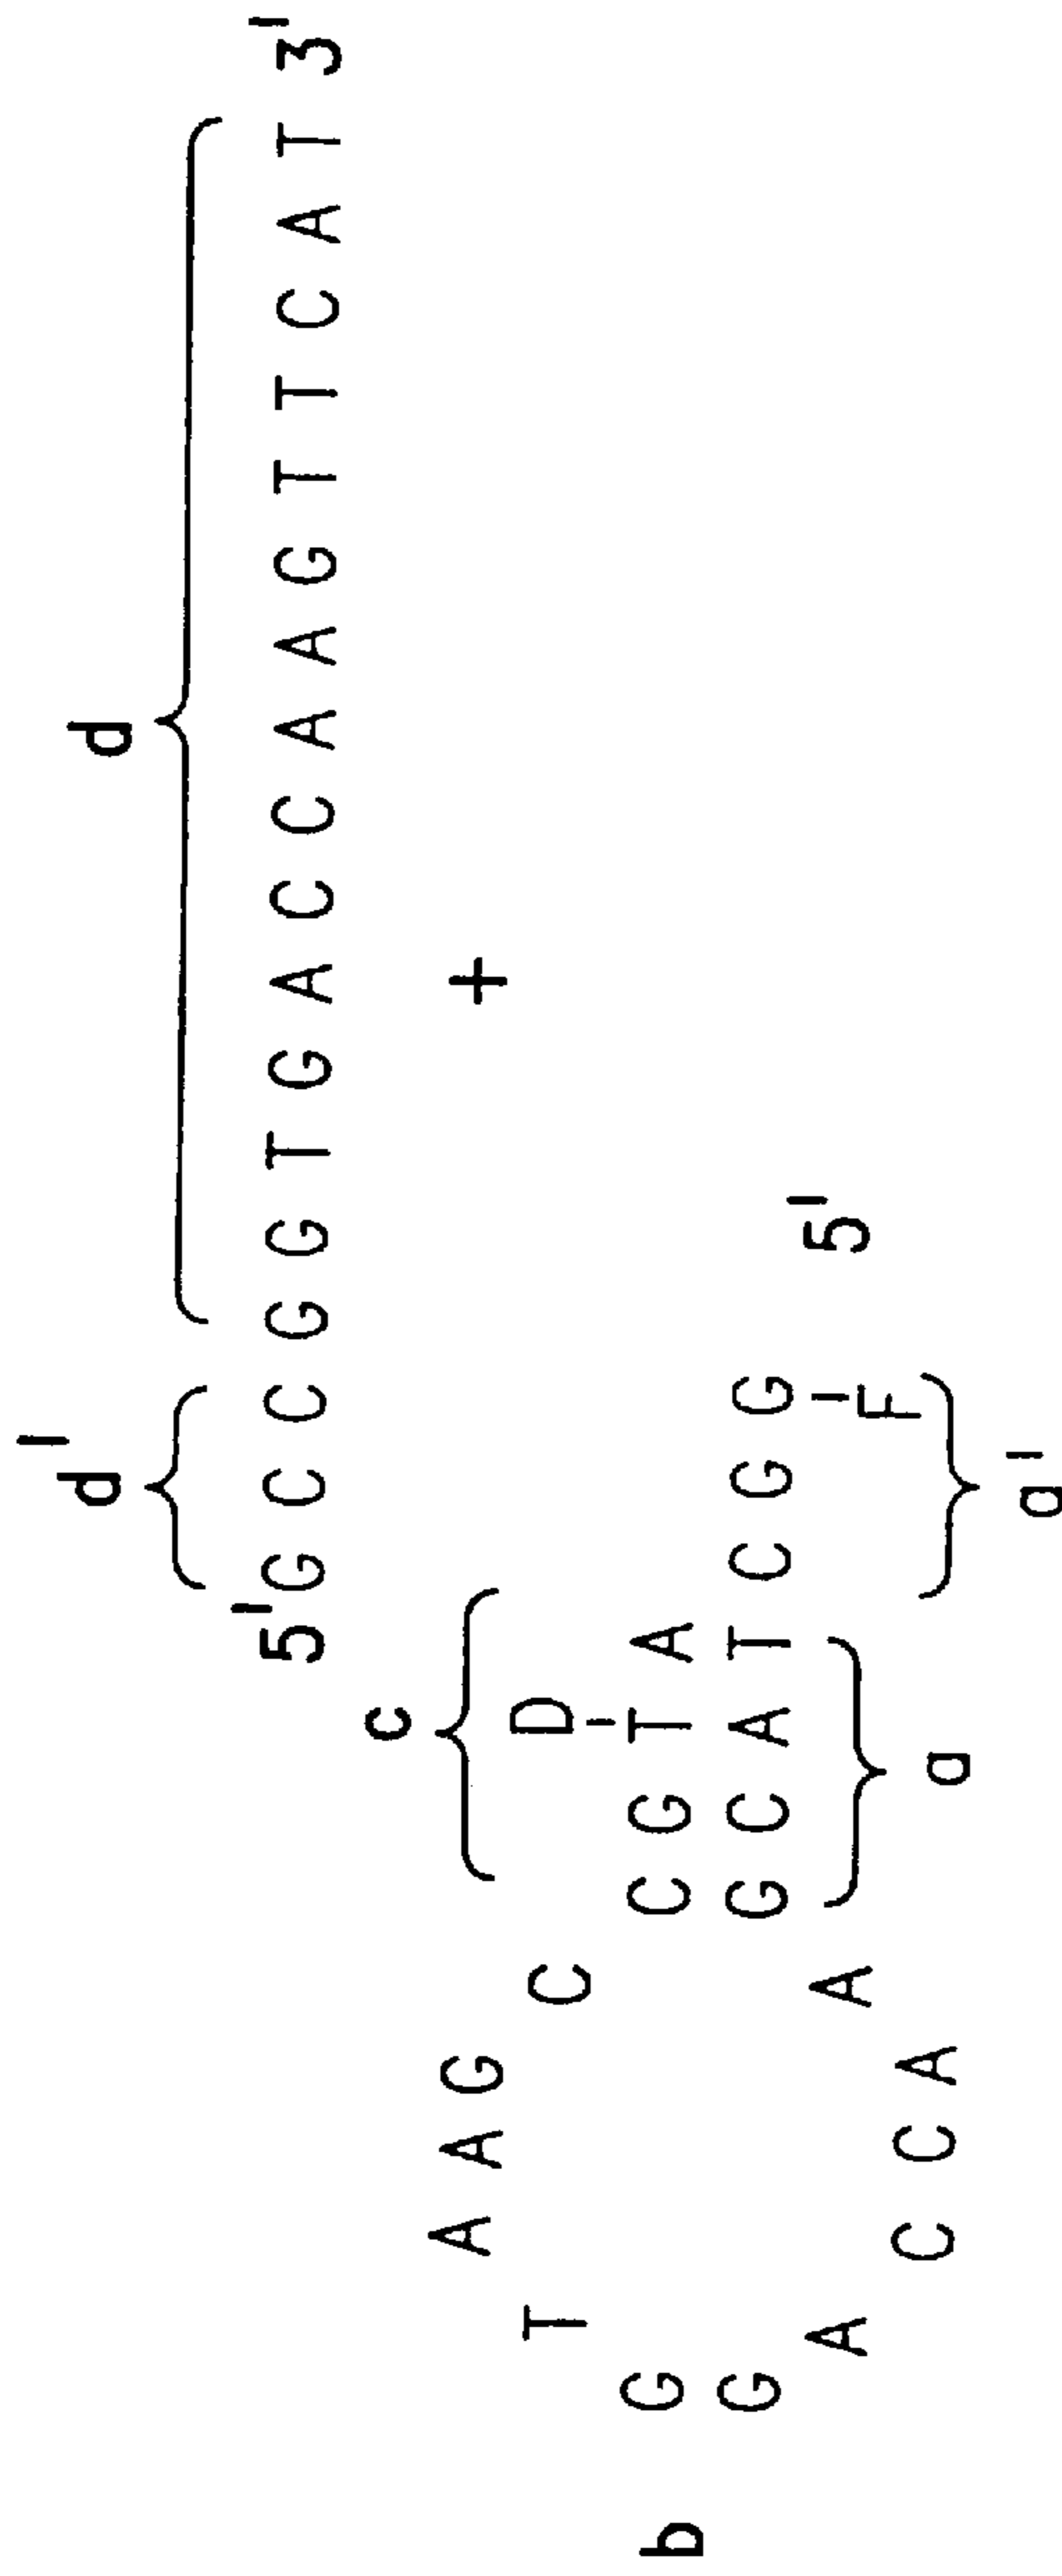 d' d
5' G C C G G T G A C C A A G T T C A T 3'
c
+
A A G
T C D
b G C G T A
G G C A T C G G
A A 5'
F
C C A
a a'